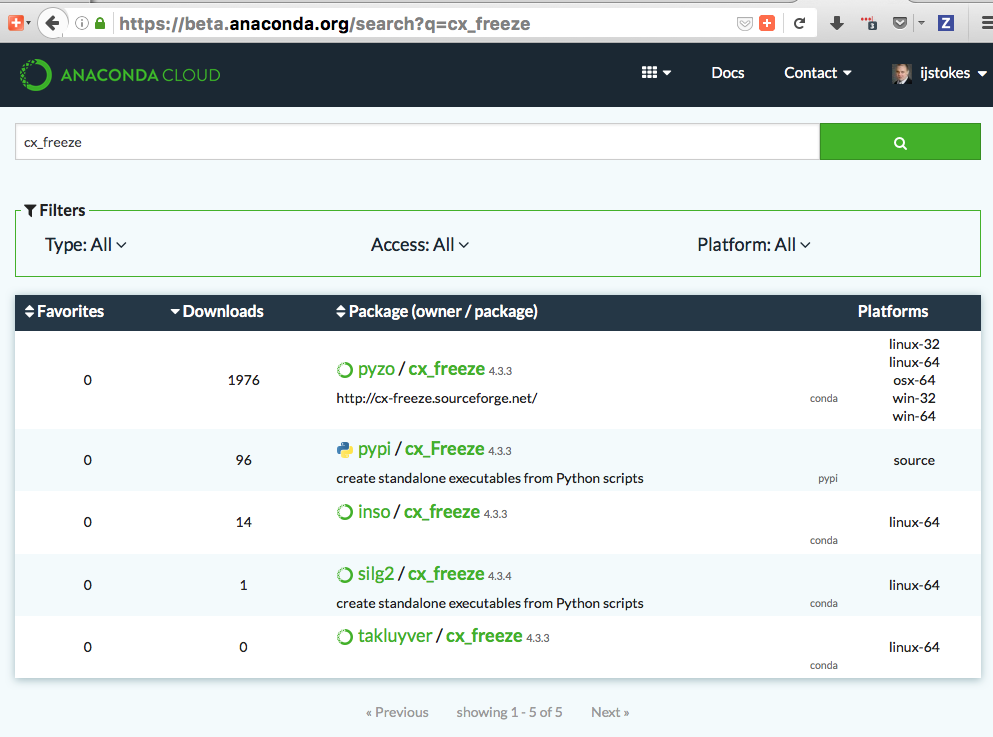 https://beta.anaconda.org/search?q=cx_freeze
3
Z
ANACONDA CLOUD
Docs
Contact
ijstokes
cx_freeze
Filters
Type: All
Access: All
Platform: All
Favorites
Downloads
Package (owner / package)
Platforms
0
1976
pyzo / cx_freeze 4.3.3
http://cx-freeze.sourceforge.net/
conda
linux-32
linux-64
osx-64
win-32
win-64
0
96
pypi / cx_Freeze 4.3.3
create standalone executables from Python scripts
pypi
source
0
14
inso / cx_freeze 4.3.3
conda
linux-64
0
1
silg2 / cx_freeze 4.3.4
create standalone executables from Python scripts
conda
linux-64
0
0
takluyver / cx_freeze 4.3.3
conda
linux-64
« Previous
showing 1 - 5 of 5
Next »